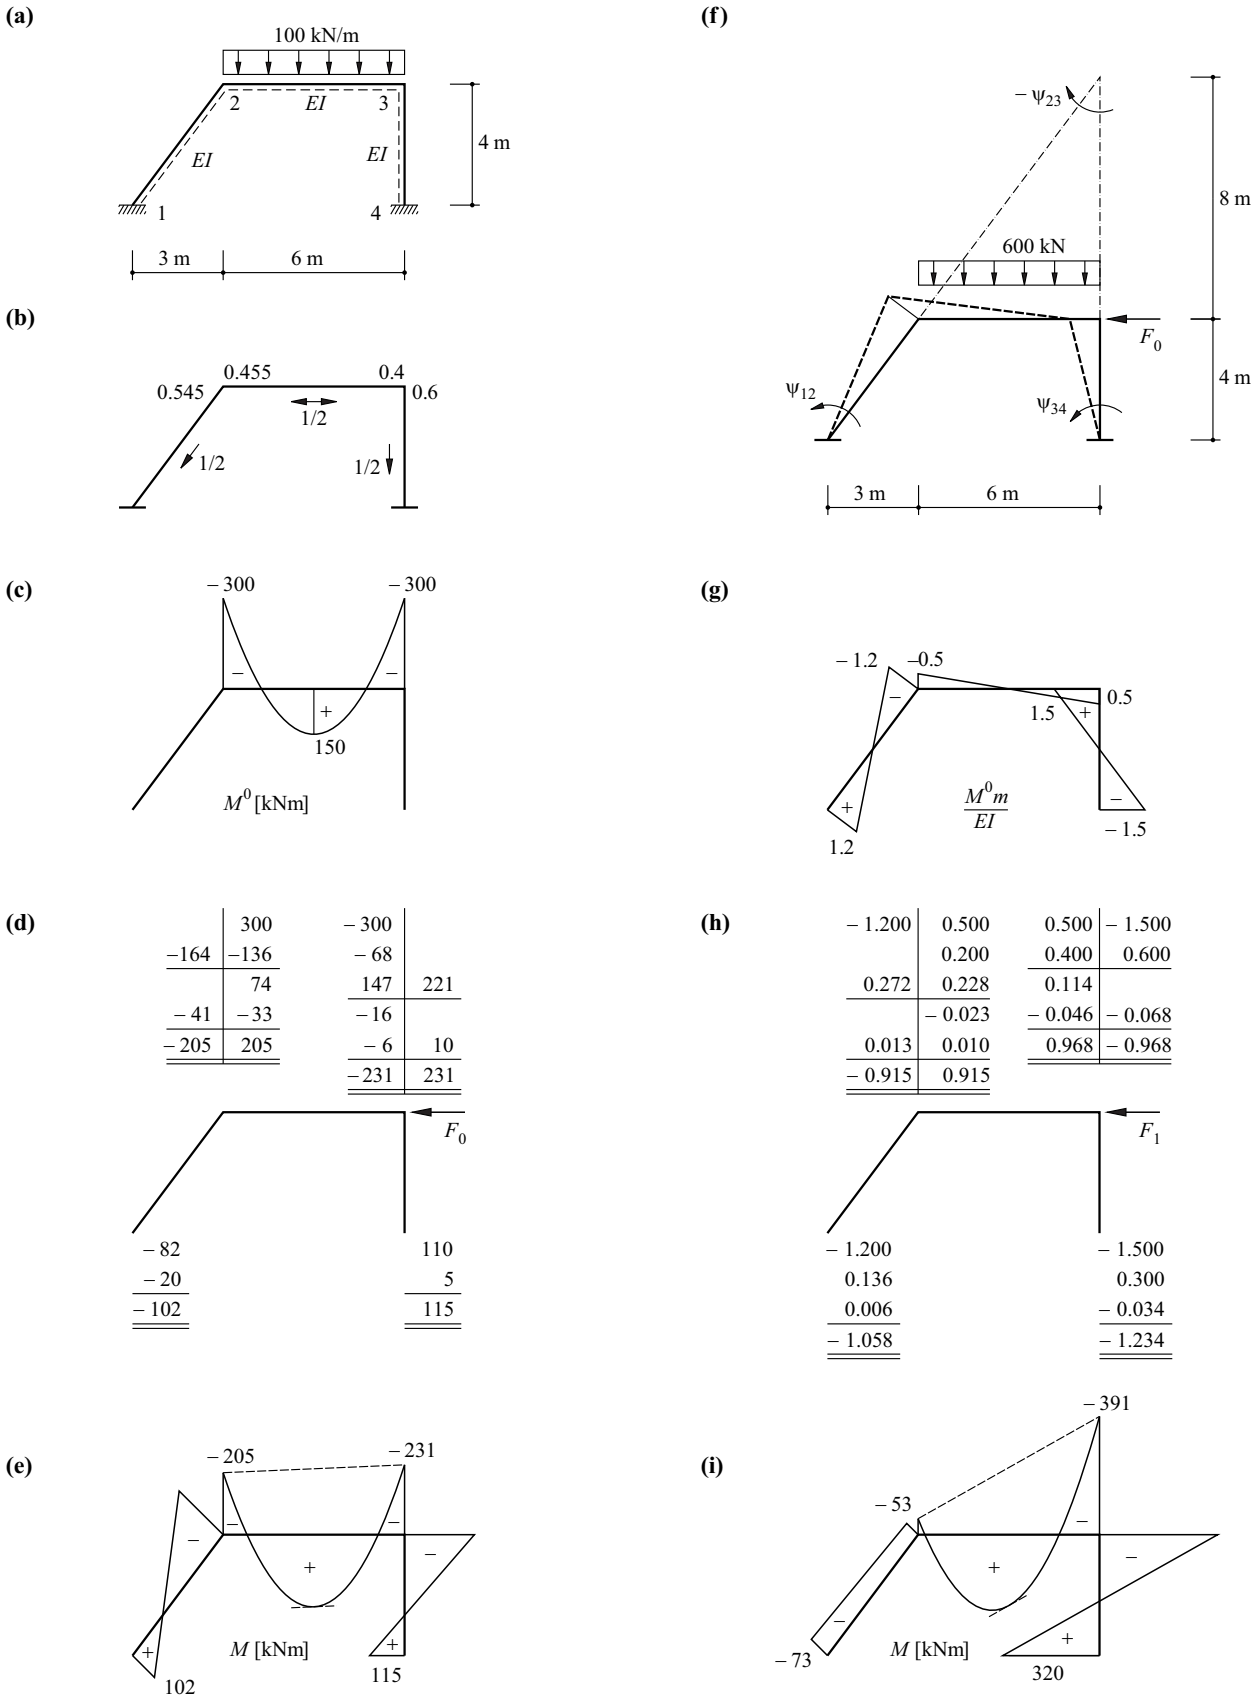 (a)
100 kN/m
2 EI 3
EI EI
4 m
1 4
3 m 6 m
(b)
0.455 0.4
0.545 0.6
1/2
1/2 1/2
(c)
– 300 – 300
– –
+
150
M⁰ [kNm]
(d)
300 – 300
–164 –136 – 68
74 147 221
– 41 –33 –16
– 205 205 – 6 10
–231 231
F₀
– 82 110
– 20 5
– 102 115
(e)
– 205 – 231
– – – –
+
+ +
102 M [kNm] 115
(f)
– ψ₂₃
8 m
600 kN
F₀
4 m
ψ₁₂ ψ₃₄
3 m 6 m
(g)
– 1.2 –0.5
– 0.5
1.5 +
+ M⁰m –
EI
1.2 – 1.5
(h)
– 1.200 0.500 0.500 – 1.500
0.200 0.400 0.600
0.272 0.228 0.114
– 0.023 – 0.046 – 0.068
0.013 0.010 0.968 – 0.968
– 0.915 0.915
F₁
– 1.200 – 1.500
0.136 0.300
0.006 – 0.034
– 1.058 – 1.234
(i)
– 391
– 53
–
+ –
– +
– 73 M [kNm] 320